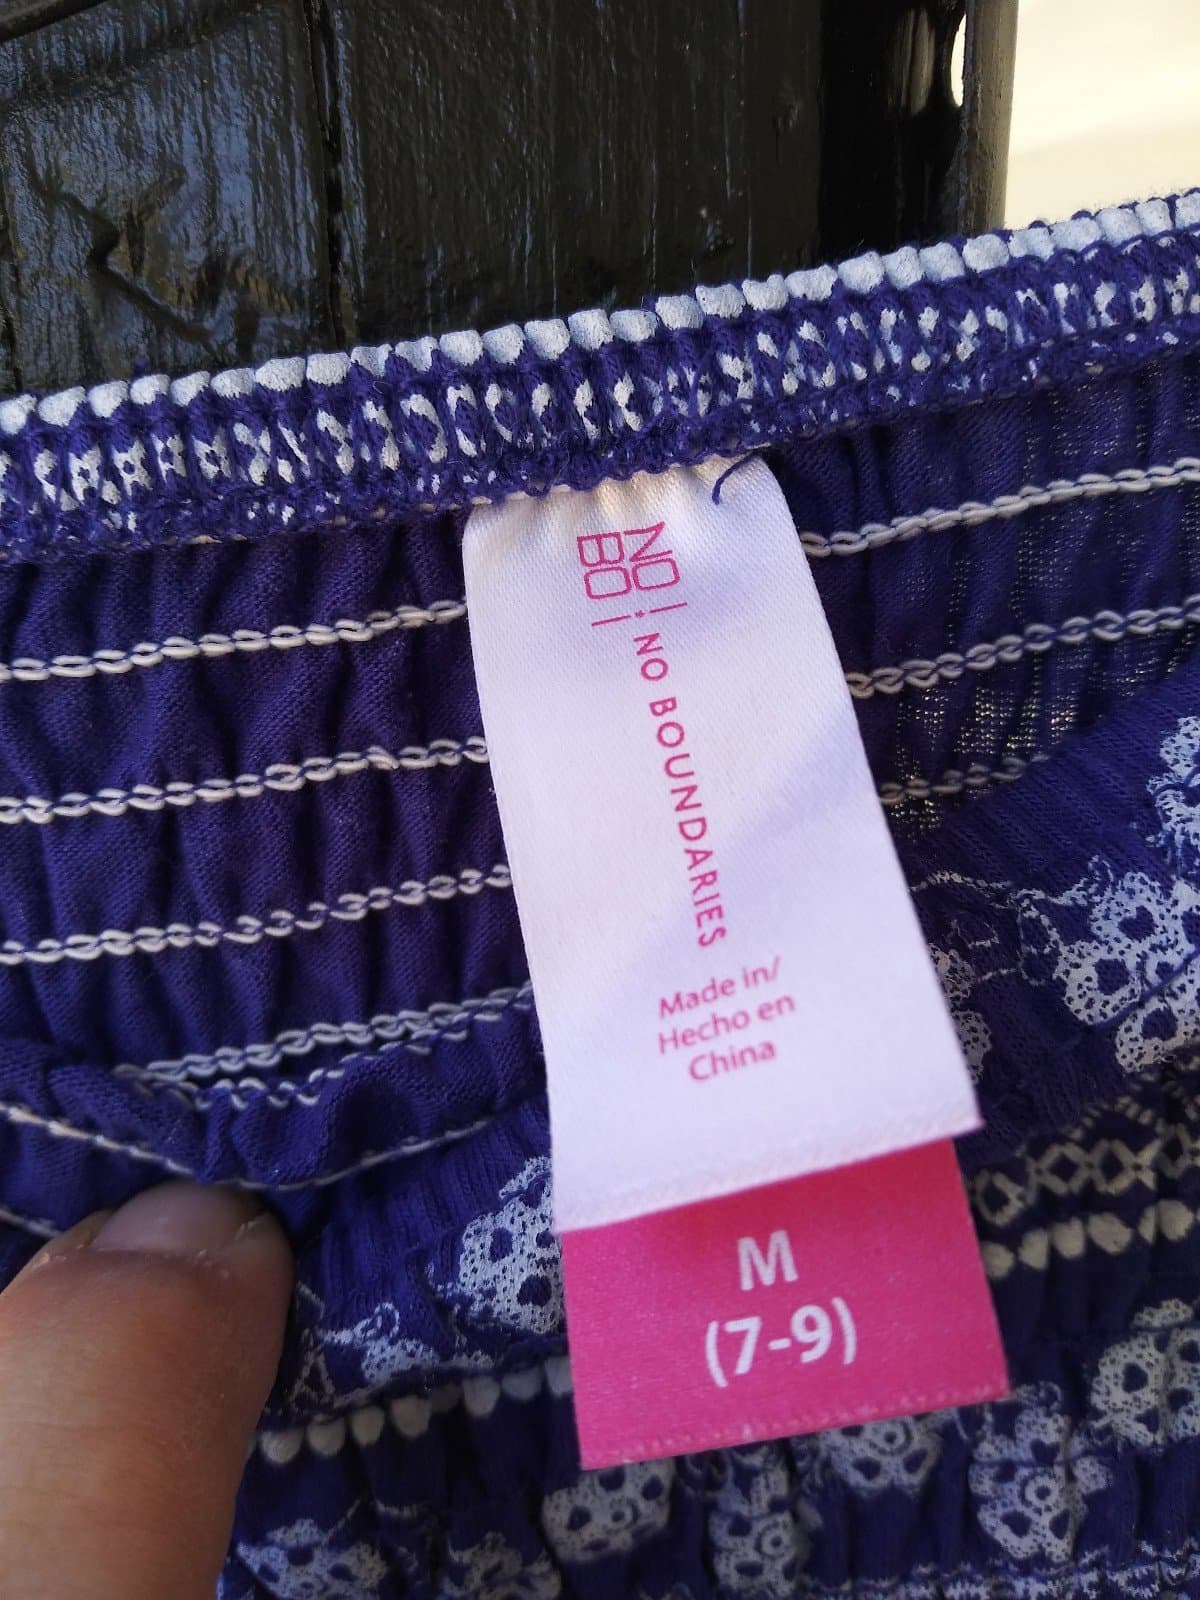 NO!
BO|
NO BOUNDARIES
Made in/
Hecho en
China
M
(7-9)